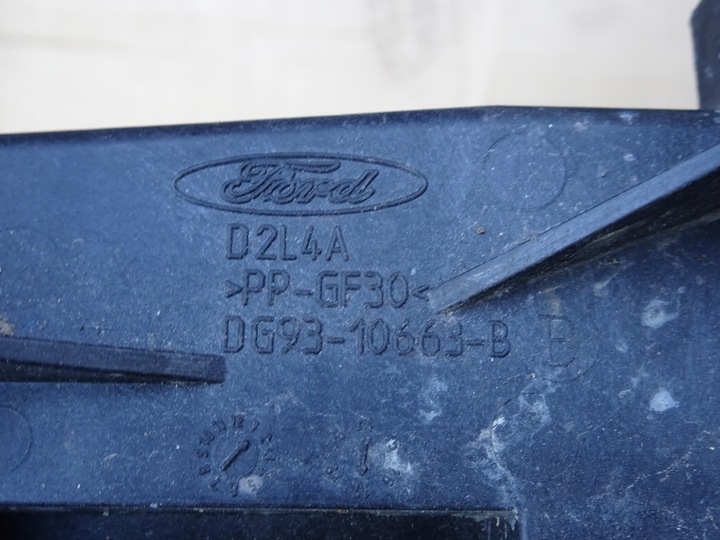 Ford
D2L4A
>PP-GF30<
DG93-10663-B
B